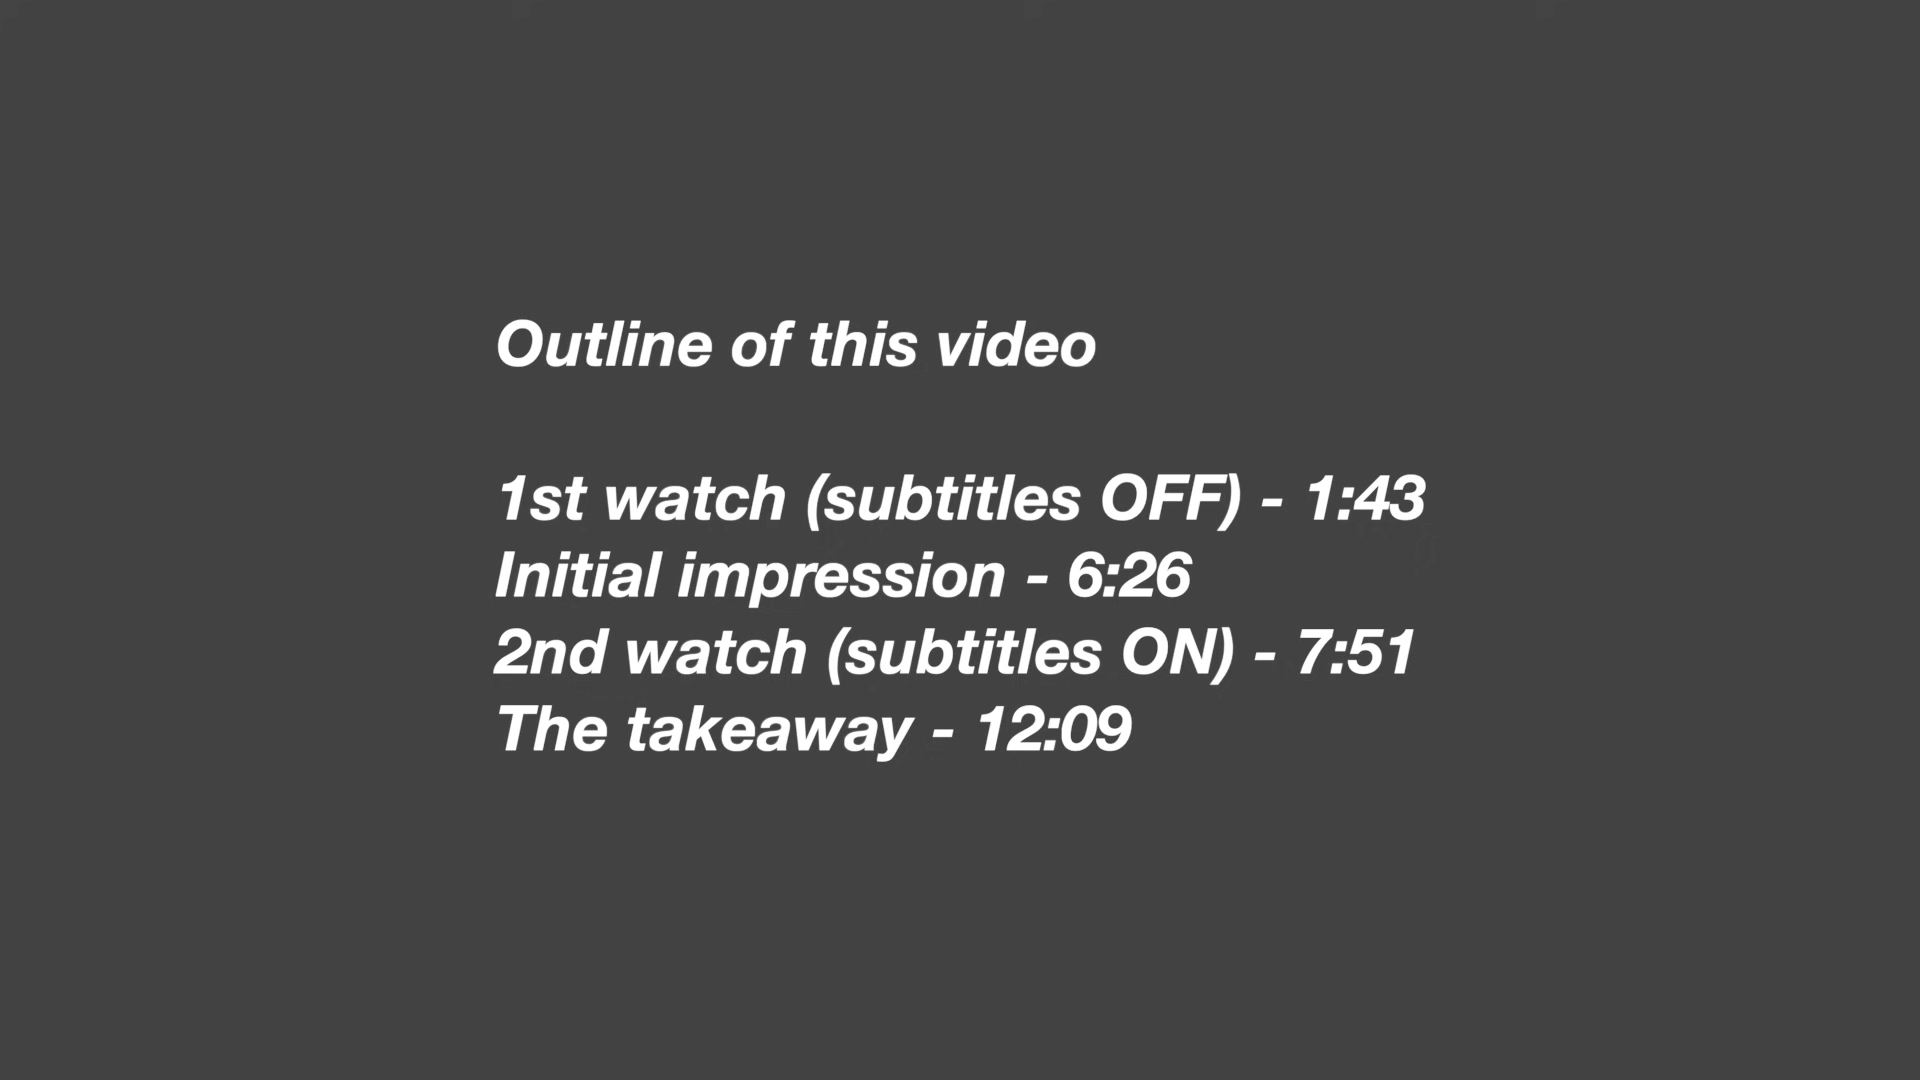 Outline of this video
1st watch (subtitles OFF) - 1:43
Initial impression - 6:26
2nd watch (subtitles ON) - 7:51
The takeaway - 12:09